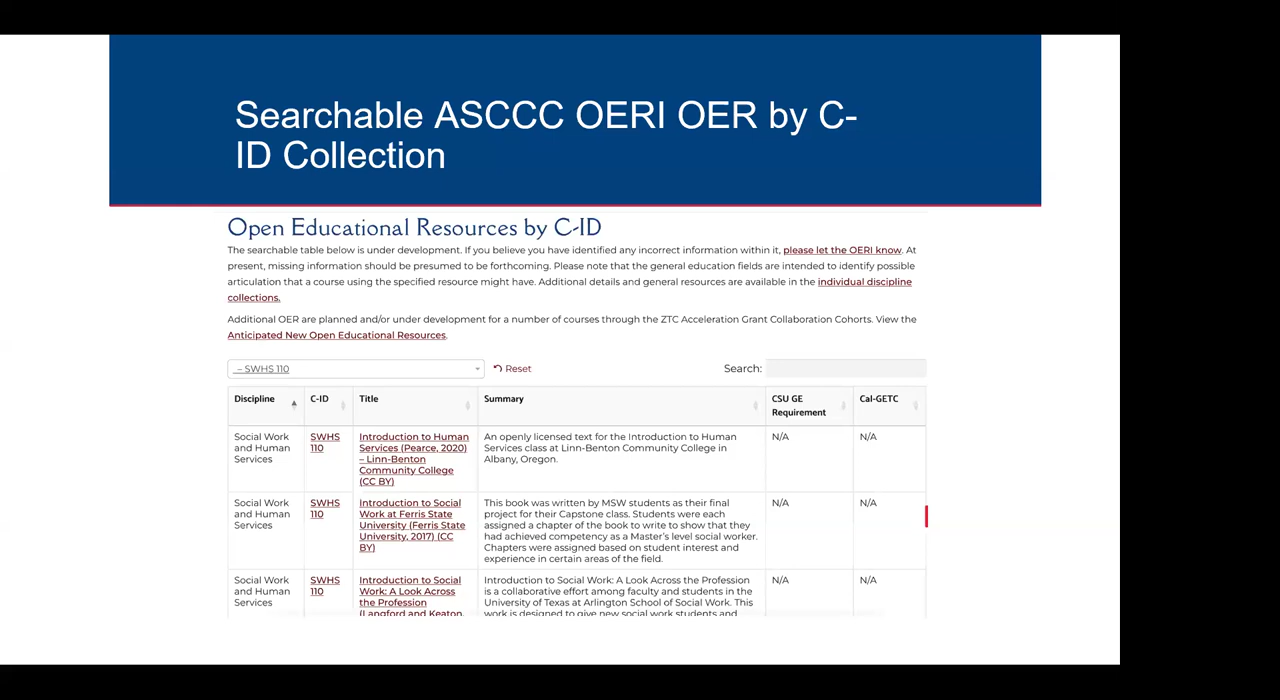 Searchable ASCCC OERI OER by C-
ID Collection
Open Educational Resources by C-ID
The searchable table below is under development. If you believe you have identified any incorrect information within it, please let the OERI know. At
present, missing information should be presumed to be forthcoming. Please note that the general education fields are intended to identify possible
articulation that a course using the specified resource might have. Additional details and general resources are available in the individual discipline
collections.
Additional OER are planned and/or under development for a number of courses through the ZTC Acceleration Grant Collaboration Cohorts. View the
Anticipated New Open Educational Resources.
– SWHS 110
Reset
Search:
Discipline
C-ID
Title
Summary
CSU GE
Requirement
Cal-GETC
Social Work
and Human
Services
SWHS
110
Introduction to Human
Services (Pearce, 2020)
– Linn-Benton
Community College
(CC BY)
An openly licensed text for the Introduction to Human
Services class at Linn-Benton Community College in
Albany, Oregon.
N/A
N/A
Social Work
and Human
Services
SWHS
110
Introduction to Social
Work at Ferris State
University (Ferris State
University, 2017) (CC
BY)
This book was written by MSW students as their final
project for their Capstone class. Students were each
assigned a chapter of the book to write to show that they
had achieved competency as a Master's level social worker.
Chapters were assigned based on student interest and
experience in certain areas of the field.
N/A
N/A
Social Work
and Human
Services
SWHS
110
Introduction to Social
Work: A Look Across
the Profession
(Langford and Keaton,
Introduction to Social Work: A Look Across the Profession
is a collaborative effort among faculty and students in the
University of Texas at Arlington School of Social Work. This
work is designed to give new social work students and
N/A
N/A